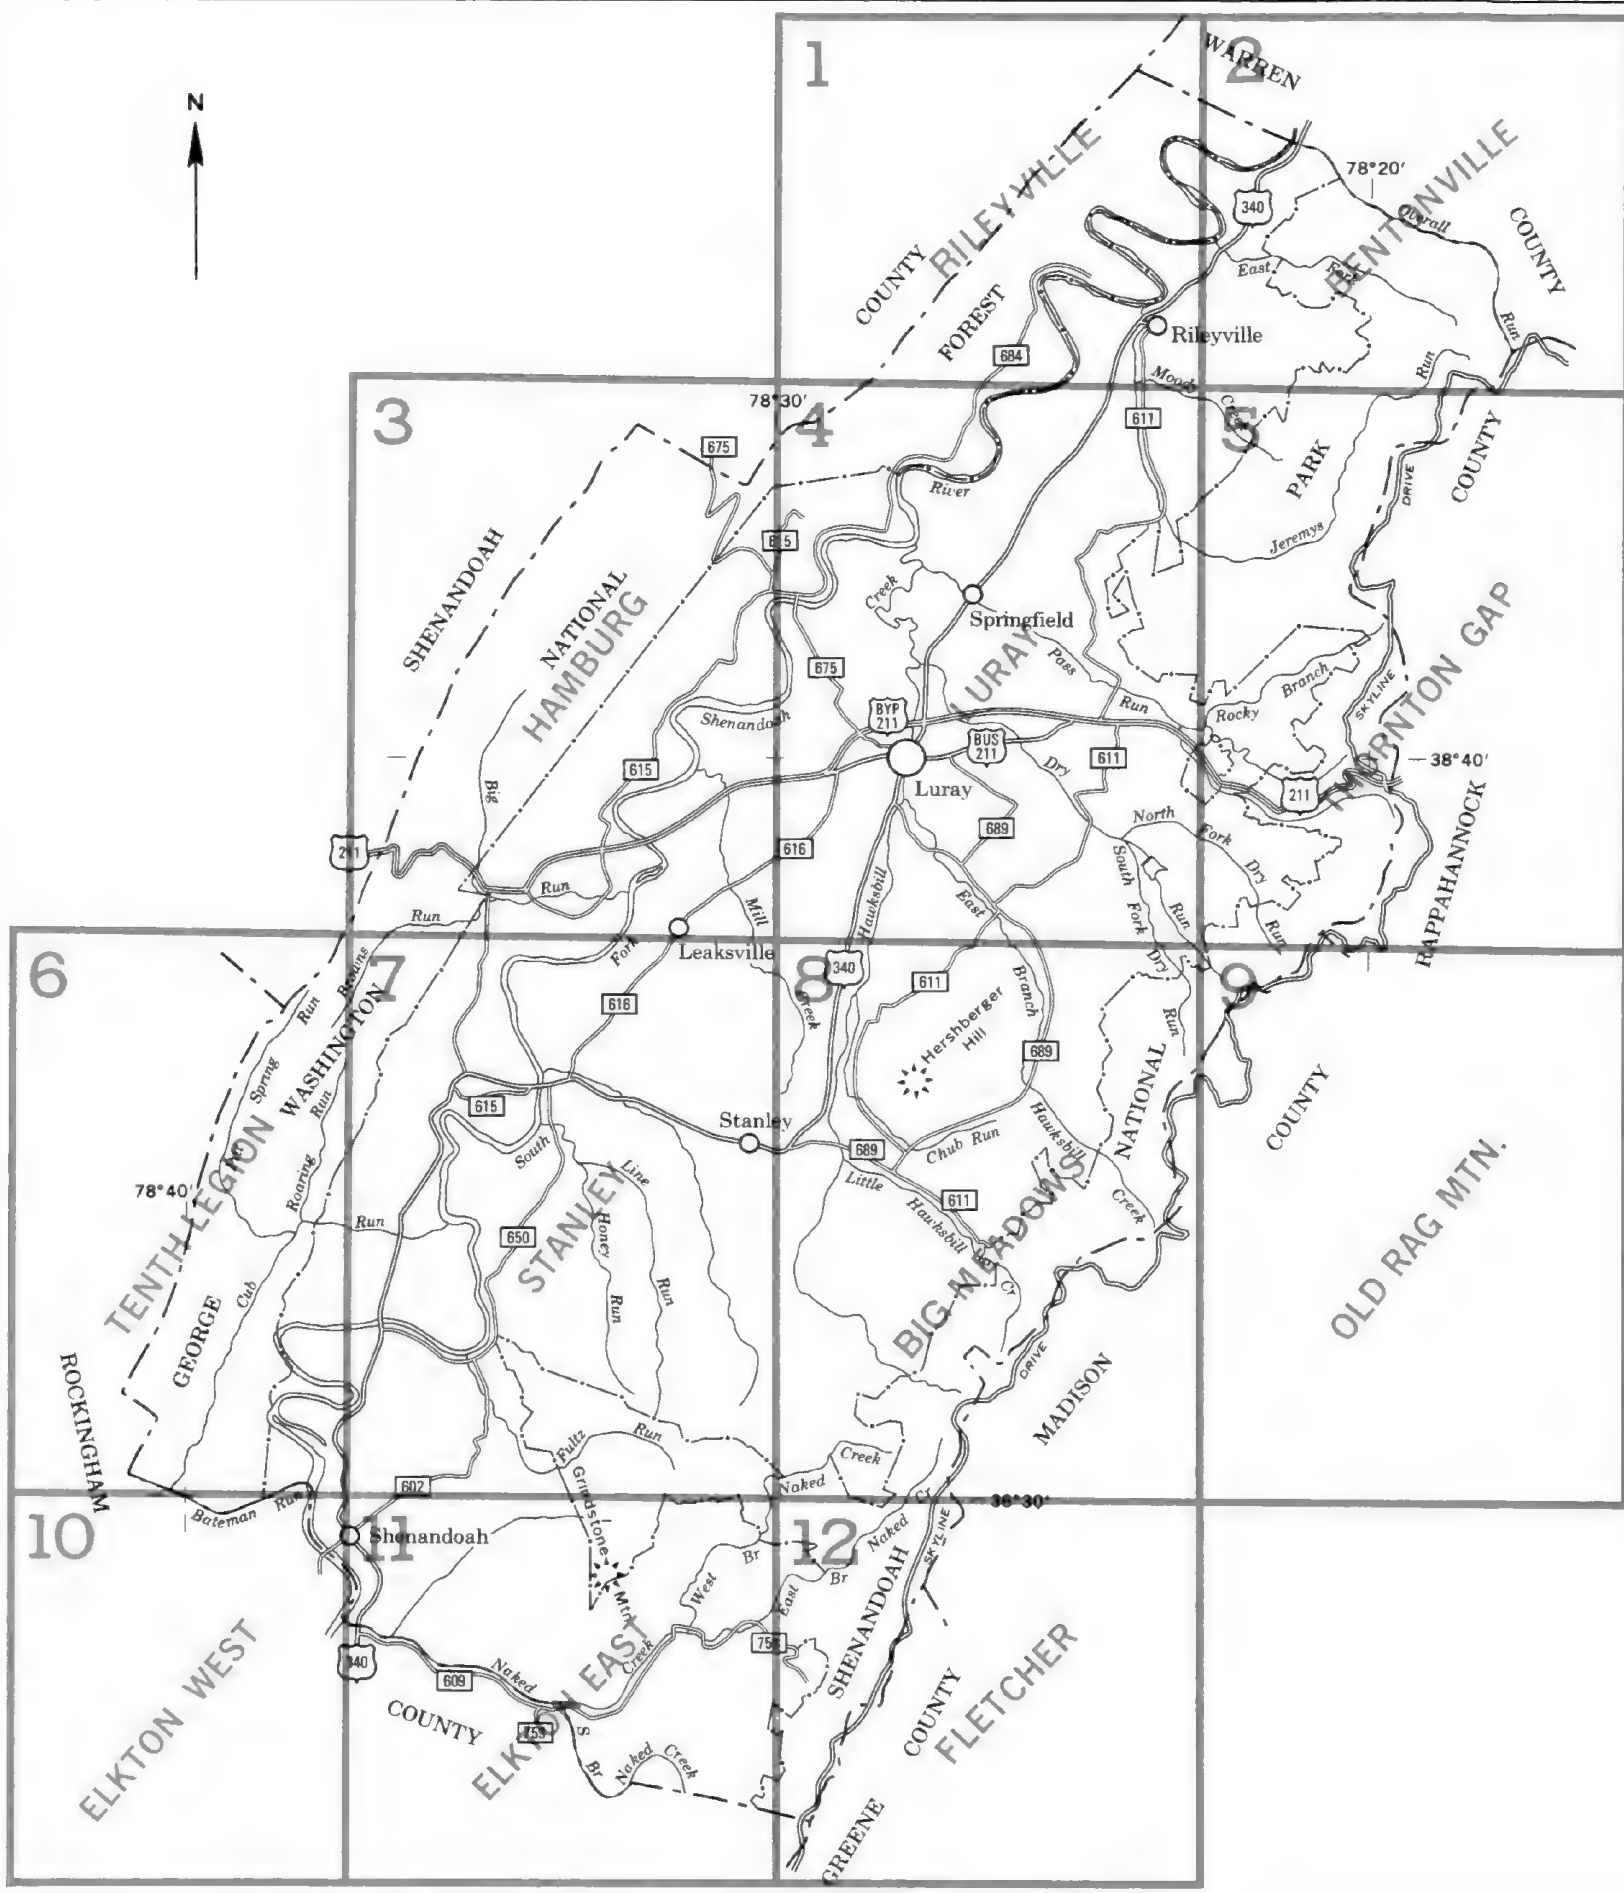 N
1
2
WARREN
78°20'
RILEYVILLE
BENTONVILLE
340
Overall
COUNTY
COUNTY
East
Fork
FOREST
Rileyville
Run
684
Moody
Creek
Run
3
78°30'
4
5
611
675
PARK
COUNTY
DRIVE
River
SHENANDOAH
615
Jeremys
NATIONAL
HAMBURG
Creek
Springfield
LURAY
THORNTON GAP
Pass
675
Run
Branch
Rocky
SKYLINE
Shenandoah
BYP
211
BUS
211
38°40'
615
Dry
611
Luray
211
Big
RAPPAHANNOCK
689
North
Fork
Dry
Run
616
211
South
Fork
Dry
Run
Run
Hawksbill
East
Branch
Mill
Creek
Run
Leaksville
Fork
6
7
8
9
340
Browns
Run
611
616
WASHINGTON
Hershberger
Hill
Spring
Run
689
Run
NATIONAL
COUNTY
615
Stanley
Hawksbill
Creek
TENTH LEGION
South
689
Chub Run
78°40'
Roaring
Line
Run
Little
Hawksbill
Cr
611
Run
STANLEY
650
Honey
Run
BIG MEADOWS
OLD RAG MTN.
Cub
GEORGE
ROCKINGHAM
DRIVE
MADISON
Fultz
Run
Creek
Naked
602
Grindstone
Mtn
38°30'
Bateman
Run
10
11
12
Shenandoah
Cr
Naked
Br
East
Br
West
SKYLINE
SHENANDOAH
ELKTON WEST
340
609
Naked
Creek
COUNTY
ELKTON EAST
759
S
Br
Naked
Creek
COUNTY
FLETCHER
GREENE